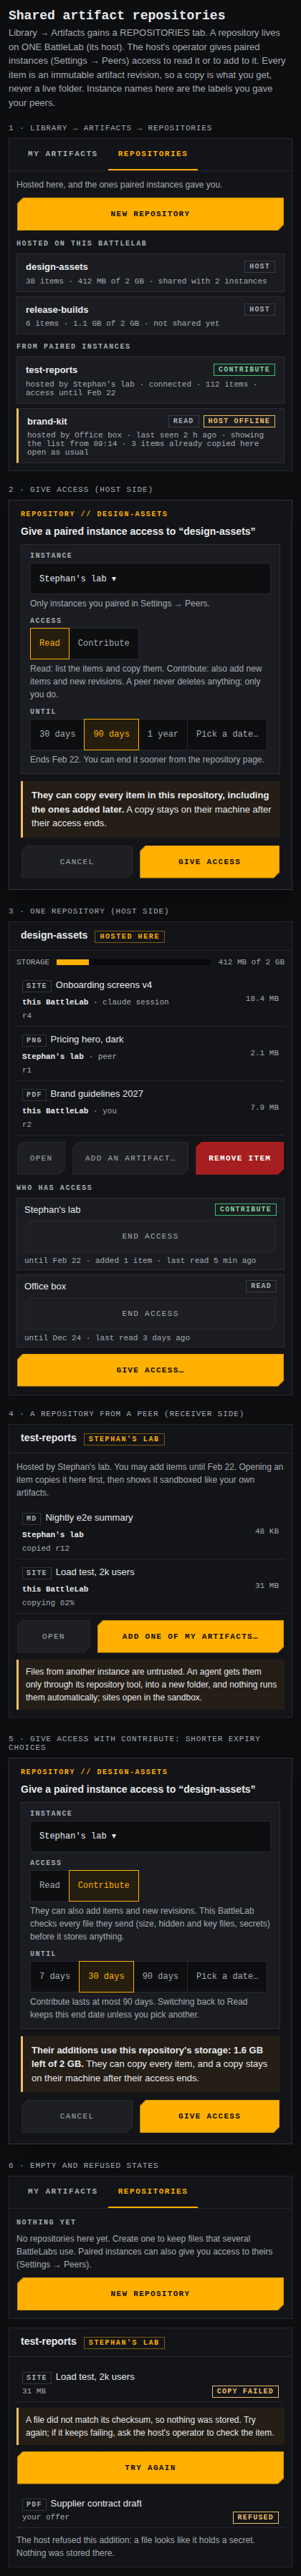 Shared artifact repositories
Library → Artifacts gains a REPOSITORIES tab. A repository lives
on ONE BattleLab (its host). The host's operator gives paired
instances (Settings → Peers) access to read it or to add to it. Every
item is an immutable artifact revision, so a copy is what you get,
never a live folder. Instance names here are the labels you gave
your peers.
1 · LIBRARY → ARTIFACTS → REPOSITORIES
MY ARTIFACTS REPOSITORIES
Hosted here, and the ones paired instances gave you.
NEW REPOSITORY
HOSTED ON THIS BATTLELAB
design-assets HOST
38 items · 412 MB of 2 GB · shared with 2 instances
release-builds HOST
6 items · 1.1 GB of 2 GB · not shared yet
FROM PAIRED INSTANCES
test-reports CONTRIBUTE
hosted by Stephan's lab · connected · 112 items ·
access until Feb 22
brand-kit READ HOST OFFLINE
hosted by Office box · last seen 2 h ago · showing
the list from 09:14 · 3 items already copied here
open as usual
2 · GIVE ACCESS (HOST SIDE)
REPOSITORY // DESIGN-ASSETS
Give a paired instance access to “design-assets”
INSTANCE
Stephan's lab ▾
Only instances you paired in Settings → Peers.
ACCESS
Read Contribute
Read: list the items and copy them. Contribute: also add new
items and new revisions. A peer never deletes anything; only
you do.
UNTIL
30 days 90 days 1 year Pick a date…
Ends Feb 22. You can end it sooner from the repository page.
They can copy every item in this repository, including
the ones added later. A copy stays on their machine after
their access ends.
CANCEL GIVE ACCESS
3 · ONE REPOSITORY (HOST SIDE)
design-assets HOSTED HERE
STORAGE 412 MB of 2 GB
SITE Onboarding screens v4
this BattleLab · claude session
r4
18.4 MB
PNG Pricing hero, dark
Stephan's lab · peer
r1
2.1 MB
PDF Brand guidelines 2027
this BattleLab · you
r2
7.9 MB
OPEN ADD AN ARTIFACT… REMOVE ITEM
WHO HAS ACCESS
Stephan's lab CONTRIBUTE
END ACCESS
until Feb 22 · added 1 item · last read 5 min ago
Office box READ
END ACCESS
until Dec 24 · last read 3 days ago
GIVE ACCESS…
4 · A REPOSITORY FROM A PEER (RECEIVER SIDE)
test-reports STEPHAN'S LAB
Hosted by Stephan's lab. You may add items until Feb 22. Opening an
item copies it here first, then shows it sandboxed like your own
artifacts.
MD Nightly e2e summary
Stephan's lab
copied r12
48 KB
SITE Load test, 2k users
this BattleLab
copying 62%
31 MB
OPEN ADD ONE OF MY ARTIFACTS…
Files from another instance are untrusted. An agent gets them
only through its repository tool, into a new folder, and nothing runs
them automatically; sites open in the sandbox.
5 · GIVE ACCESS WITH CONTRIBUTE: SHORTER EXPIRY
CHOICES
REPOSITORY // DESIGN-ASSETS
Give a paired instance access to “design-assets”
INSTANCE
Stephan's lab ▾
ACCESS
Read Contribute
They can also add items and new revisions. This BattleLab
checks every file they send (size, hidden and key files, secrets)
before it stores anything.
UNTIL
7 days 30 days 90 days Pick a date…
Contribute lasts at most 90 days. Switching back to Read
keeps this end date unless you pick another.
Their additions use this repository's storage: 1.6 GB
left of 2 GB. They can copy every item, and a copy stays
on their machine after their access ends.
CANCEL GIVE ACCESS
6 · EMPTY AND REFUSED STATES
MY ARTIFACTS REPOSITORIES
NOTHING YET
No repositories here yet. Create one to keep files that several
BattleLabs use. Paired instances can also give you access to theirs
(Settings → Peers).
NEW REPOSITORY
test-reports STEPHAN'S LAB
SITE Load test, 2k users
31 MB COPY FAILED
A file did not match its checksum, so nothing was stored. Try
again; if it keeps failing, ask the host's operator to check the item.
TRY AGAIN
PDF Supplier contract draft
your offer REFUSED
The host refused this addition: a file looks like it holds a secret.
Nothing was stored there.